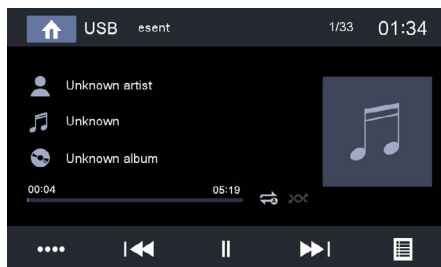 USB esent 1/33 01:34
Unknown artist
Unknown
Unknown album
00:04 05:19